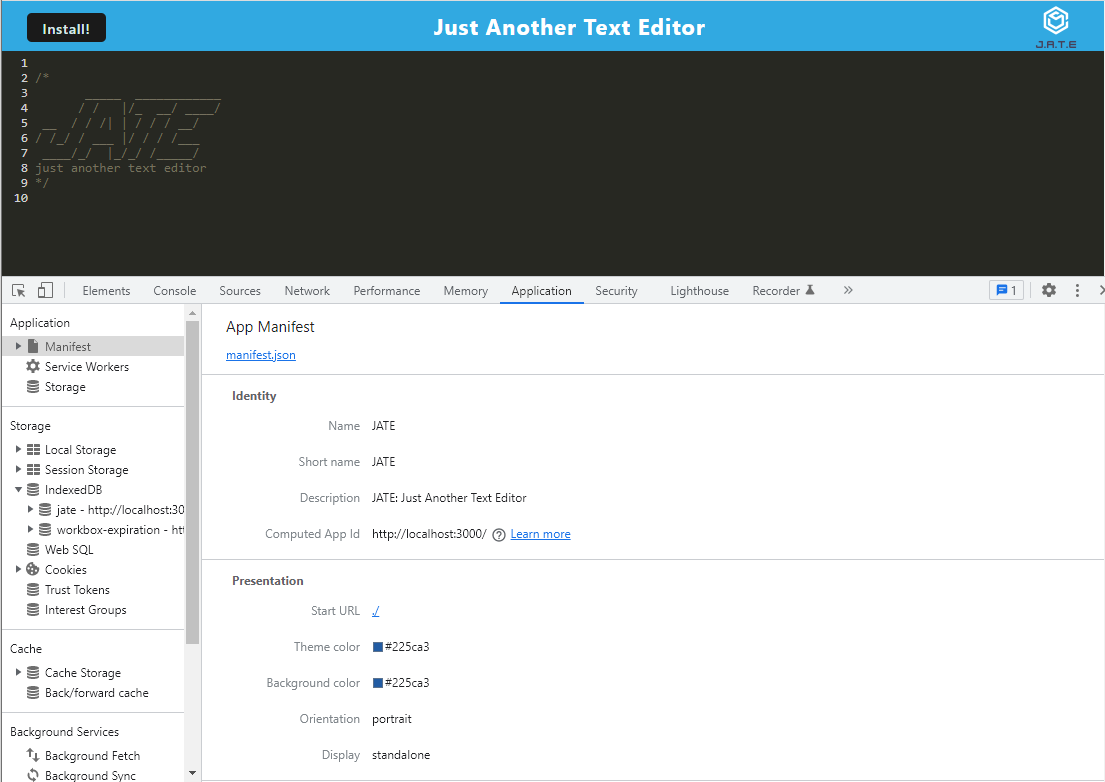 Install!
Just Another Text Editor
J.A.T.E
1
2 /*
3         _____  ____________
4       / /   |/_  __/ ____/
5  __  / / /| | / / / __/
6 / /_/ / ___ |/ / / /___
7  ____/_/  |_/_/ /_____/
8 just another text editor
9 */
10
Elements Console Sources Network Performance Memory Application Security Lighthouse Recorder » 1
Application
Manifest
Service Workers
Storage
Storage
Local Storage
Session Storage
IndexedDB
jate - http://localhost:30
workbox-expiration - htt
Web SQL
Cookies
Trust Tokens
Interest Groups
Cache
Cache Storage
Back/forward cache
Background Services
Background Fetch
Background Sync
App Manifest
manifest.json
Identity
Name JATE
Short name JATE
Description JATE: Just Another Text Editor
Computed App Id http://localhost:3000/ Learn more
Presentation
Start URL ./
Theme color #225ca3
Background color #225ca3
Orientation portrait
Display standalone